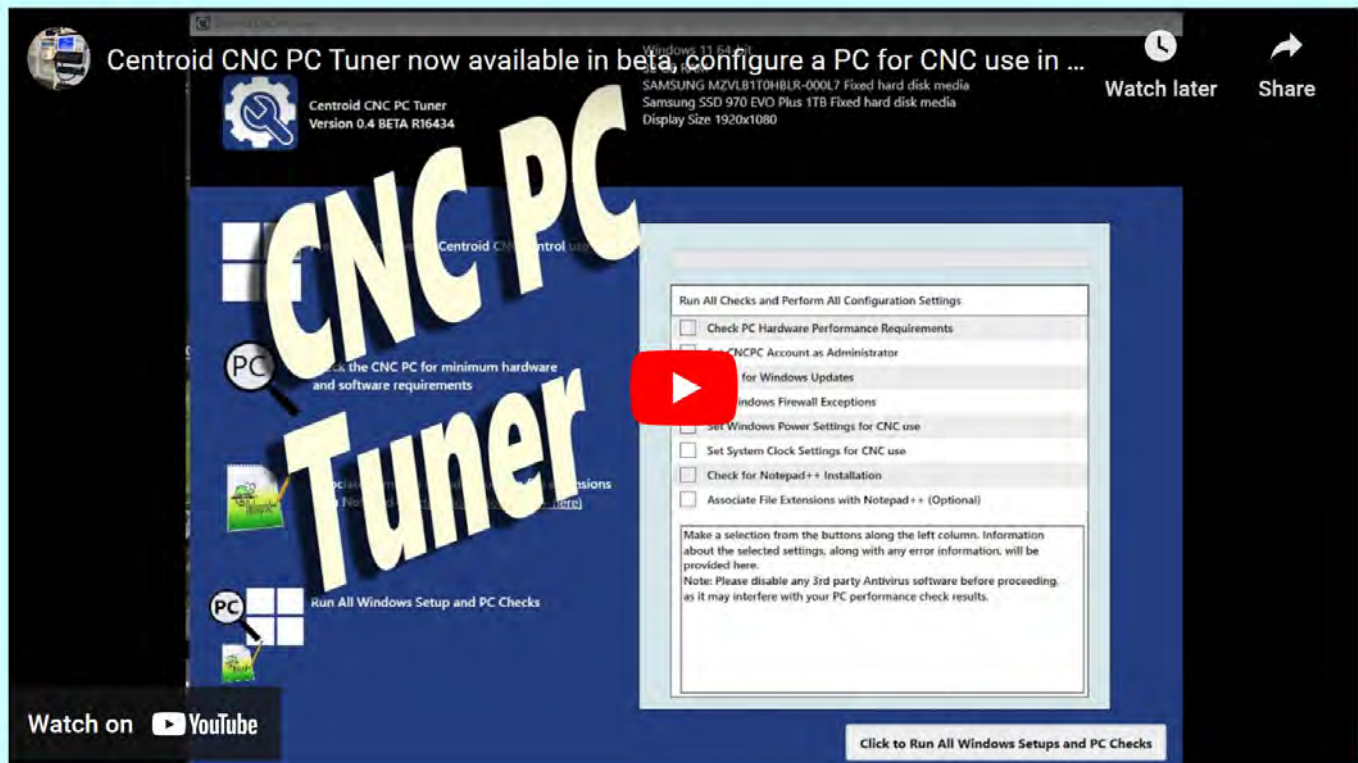 Centroid CNC PC Tuner now available in beta, configure a PC for CNC use in ...
Watch later
Share
Windows 11 64-bit
32 GB RAM
SAMSUNG MZVLB1T0HBLR-000L7 Fixed hard disk media
Samsung SSD 970 EVO Plus 1TB Fixed hard disk media
Display Size 1920x1080
Centroid CNC PC Tuner
Version 0.4 BETA R16434
CNC PC
Tuner
Centroid
PC
the CNC PC for minimum hardware
and software requirements
here)
PC
Run All Windows Setup and PC Checks
Run All Checks and Perform All Configuration Settings
Check PC Hardware Performance Requirements
CNCPC Account as Administrator
for Windows Updates
Windows Firewall Exceptions
Set Windows Power Settings for CNC use
Set System Clock Settings for CNC use
Check for Notepad++ Installation
Associate File Extensions with Notepad++ (Optional)
Make a selection from the buttons along the left column. Information
about the selected settings, along with any error information, will be
provided here.
Note: Please disable any 3rd party Antivirus software before proceeding,
as it may interfere with your PC performance check results.
Watch on YouTube
Click to Run All Windows Setups and PC Checks